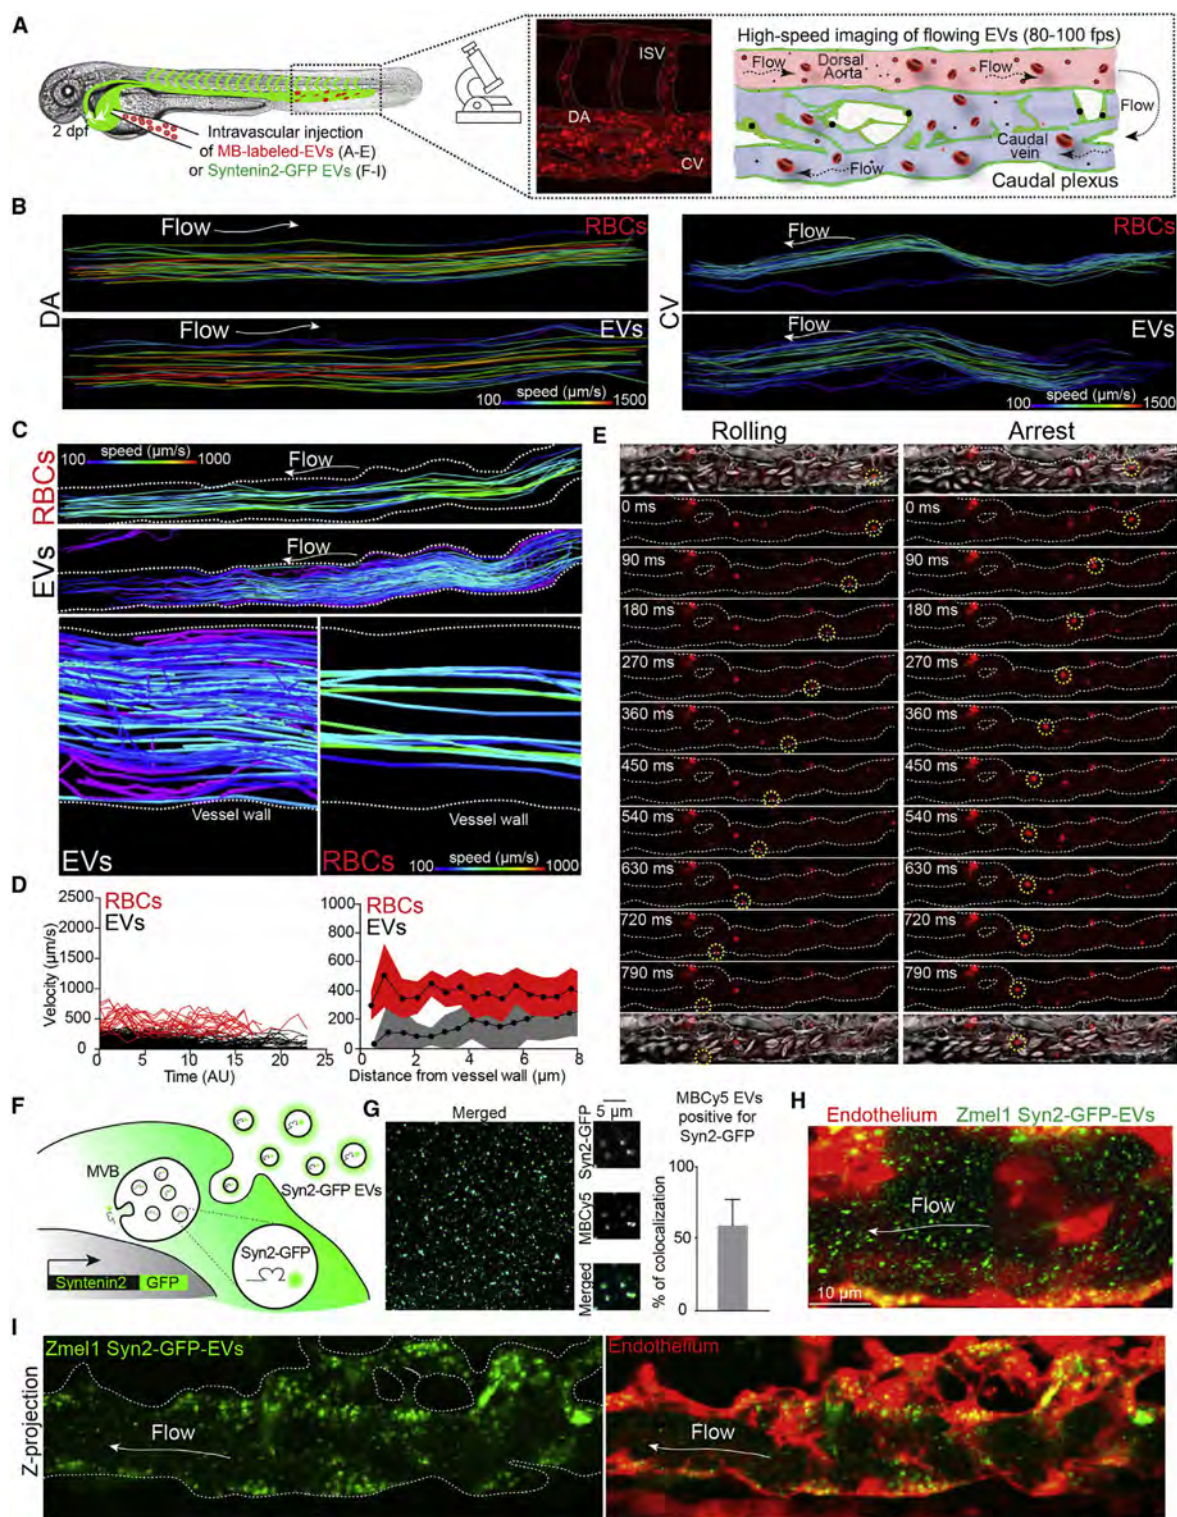 A
2 dpf
Intravascular injection
of MB-labeled-EVs (A-E)
or Syntenin2-GFP EVs (F-I)
ISV
DA
CV
High-speed imaging of flowing EVs (80-100 fps)
Flow
Dorsal
Aorta
Flow
Flow
Caudal
vein
Flow
Caudal plexus
B
DA
Flow
RBCs
Flow
EVs
speed (µm/s)
100
1500
CV
Flow
RBCs
Flow
EVs
speed (µm/s)
100
1500
C
RBCs
speed (µm/s)
100
1000
Flow
EVs
Flow
Vessel wall
EVs
Vessel wall
RBCs
speed (µm/s)
100
1000
D
Velocity (µm/s)
2500
2000
1500
1000
500
0
RBCs
EVs
0 5 10 15 20 25
Time (AU)
1000
800
600
400
200
0
RBCs
EVs
0 2 4 6 8
Distance from vessel wall (µm)
E
Rolling
0 ms
90 ms
180 ms
270 ms
360 ms
450 ms
540 ms
630 ms
720 ms
790 ms
Arrest
0 ms
90 ms
180 ms
270 ms
360 ms
450 ms
540 ms
630 ms
720 ms
790 ms
F
MVB
Syn2-GFP EVs
Syn2-GFP
Syntenin2 GFP
G
Merged
5 µm
Syn2-GFP
MBCy5
Merged
MBCy5 EVs
positive for
Syn2-GFP
% of colocalization
100
50
0
H
Endothelium Zmel1 Syn2-GFP-EVs
Flow
10 µm
I
Z-projection
Zmel1 Syn2-GFP-EVs
Flow
Endothelium
Flow